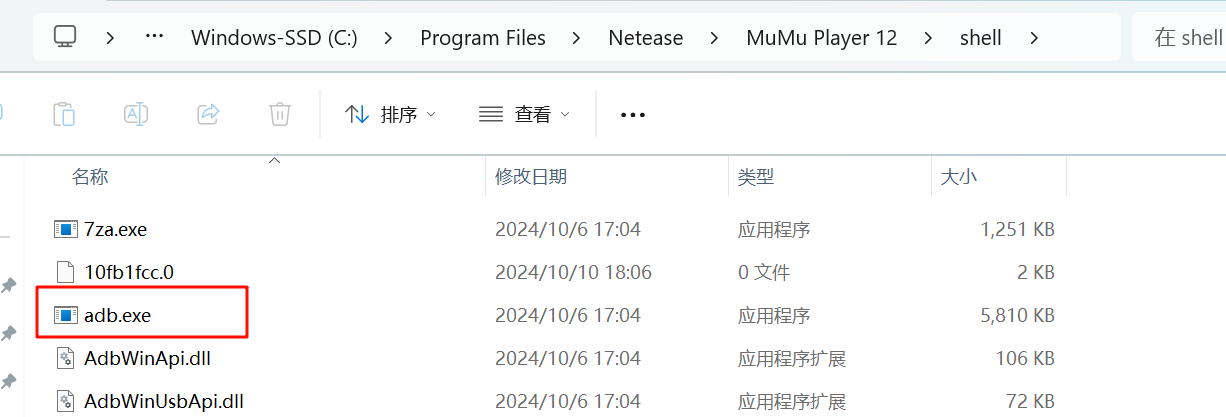 Windows-SSD (C:) > Program Files > Netease > MuMu Player 12 > shell > 在 shell
排序 查看
名称 修改日期 类型 大小
7za.exe 2024/10/6 17:04 应用程序 1,251 KB
10fb1fcc.0 2024/10/10 18:06 0 文件 2 KB
adb.exe 2024/10/6 17:04 应用程序 5,810 KB
AdbWinApi.dll 2024/10/6 17:04 应用程序扩展 106 KB
AdbWinUsbApi.dll 2024/10/6 17:04 应用程序扩展 72 KB